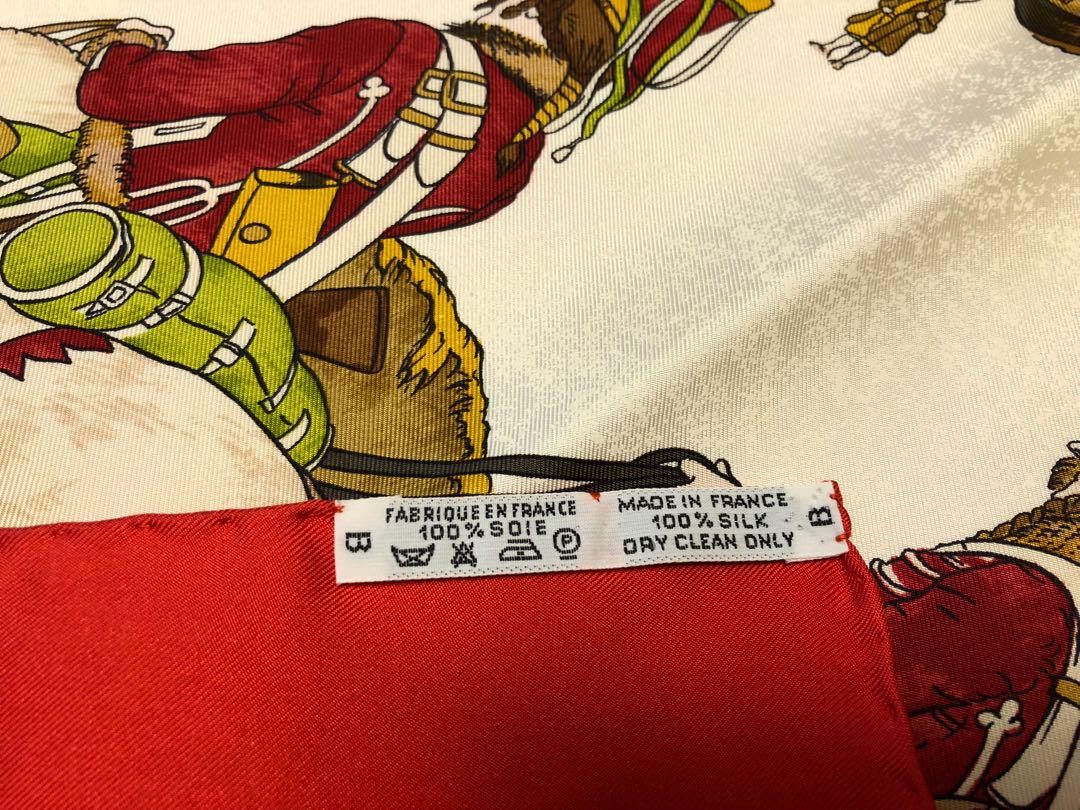 FABRIQUE EN FRANCE
100% SOIE
B
P
MADE IN FRANCE
100% SILK
DRY CLEAN ONLY
B